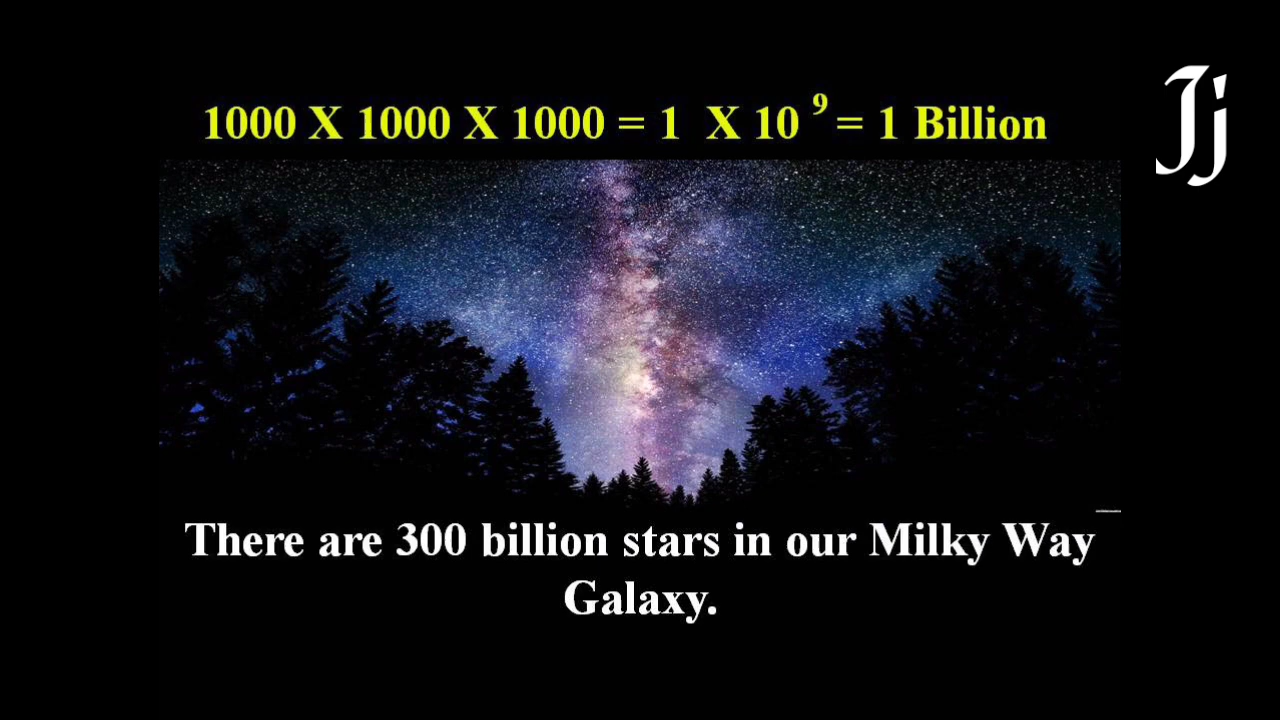 1000 X 1000 X 1000 = 1 X 10 ⁹ = 1 Billion
Jj
There are 300 billion stars in our Milky Way
Galaxy.